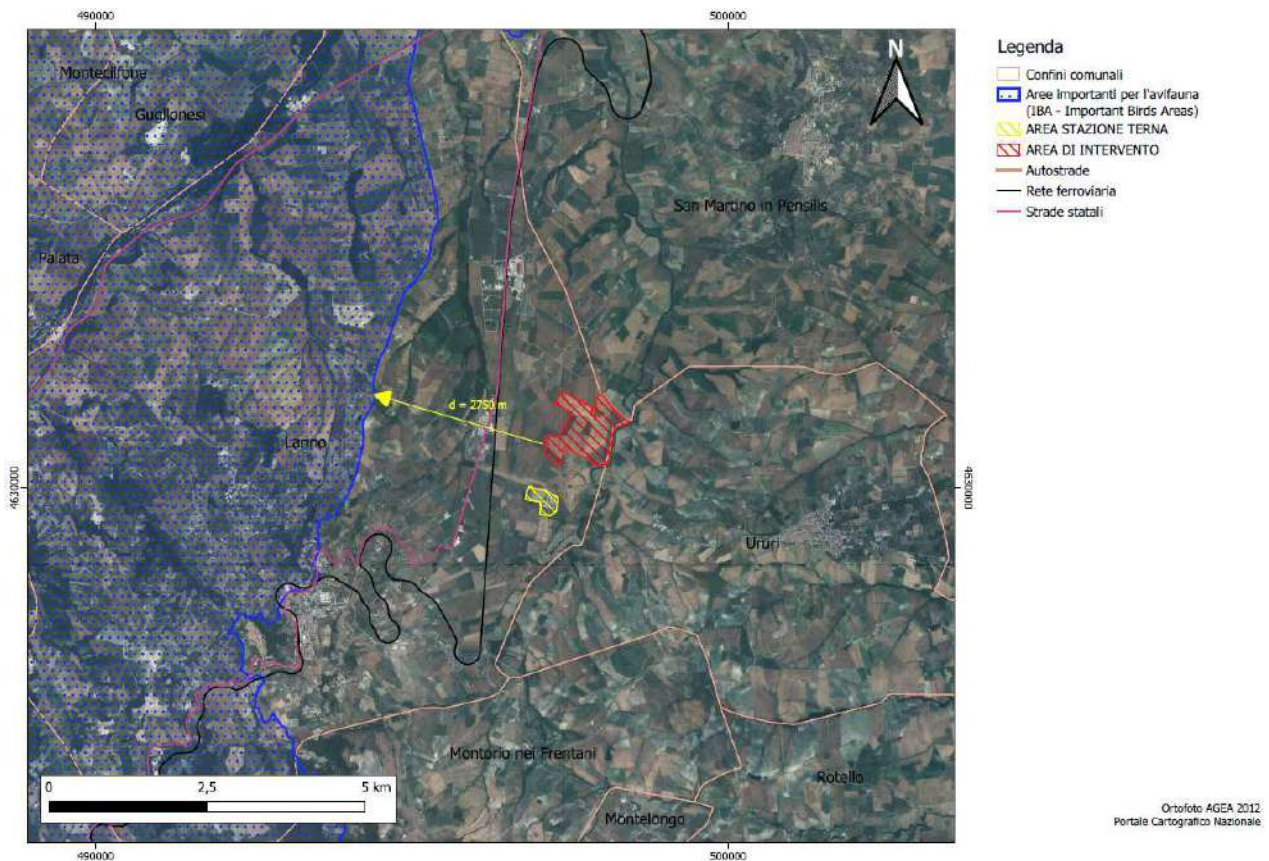 490000
500000
N
Montecilfone
Guglionesi
San Martino in Pensilis
Palata
d = 2750 m
Larino
4630000
4630000
Ururi
Montorio nei Frentani
Rotello
Montelongo
0 2,5 5 km
490000
500000
Legenda
Confini comunali
Aree importanti per l'avifauna
(IBA - Important Birds Areas)
AREA STAZIONE TERNA
AREA DI INTERVENTO
Autostrade
Rete ferroviaria
Strade statali
Ortofoto AGEA 2012
Portale Cartografico Nazionale